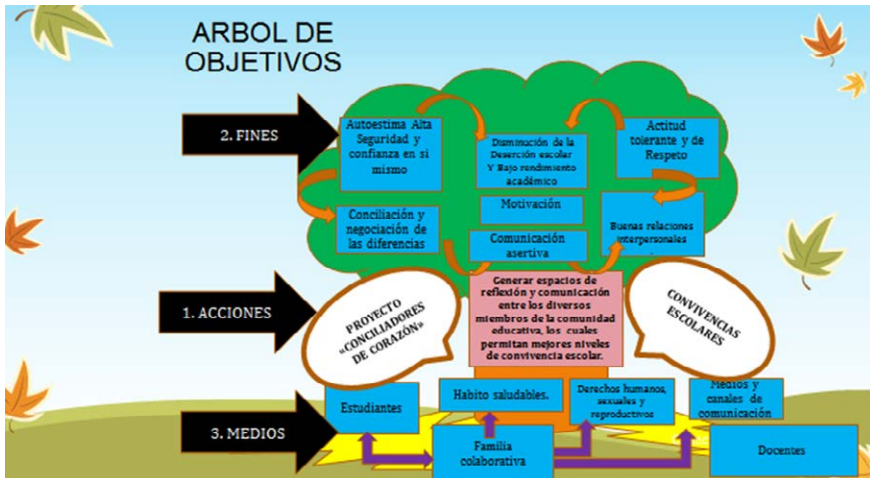 ARBOL DE
OBJETIVOS
2. FINES
Autoestima Alta
Seguridad y
confianza en si
mismo
Disminución de la
Deserción escolar
Y Bajo rendimiento
académico
Actitud
tolerante y de
Respeto
Motivación
Conciliación y
negociación de
las diferencias
Comunicación
asertiva
Buenas relaciones
interpersonales
.
1. ACCIONES
PROYECTO
«CONCILIADORES
DE CORAZÓN»
Generar espacios de
reflexión y comunicación
entre los diversos
miembros de la comunidad
educativa, los cuales
permitan mejores niveles
de convivencia escolar.
CONVIVENCIAS
ESCOLARES
3. MEDIOS
Estudiantes
Habito saludables.
Derechos humanos,
sexuales y
reproductivos
Medios y
canales de
comunicación
Familia
colaborativa
Docentes